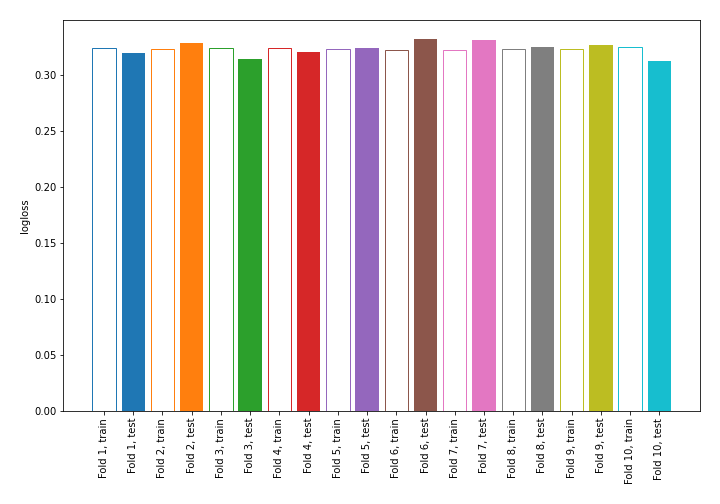 0.30
0.25
0.20
0.15
0.10
0.05
0.00
logloss
Fold 1, train
Fold 1, test
Fold 2, train
Fold 2, test
Fold 3, train
Fold 3, test
Fold 4, train
Fold 4, test
Fold 5, train
Fold 5, test
Fold 6, train
Fold 6, test
Fold 7, train
Fold 7, test
Fold 8, train
Fold 8, test
Fold 9, train
Fold 9, test
Fold 10, train
Fold 10, test